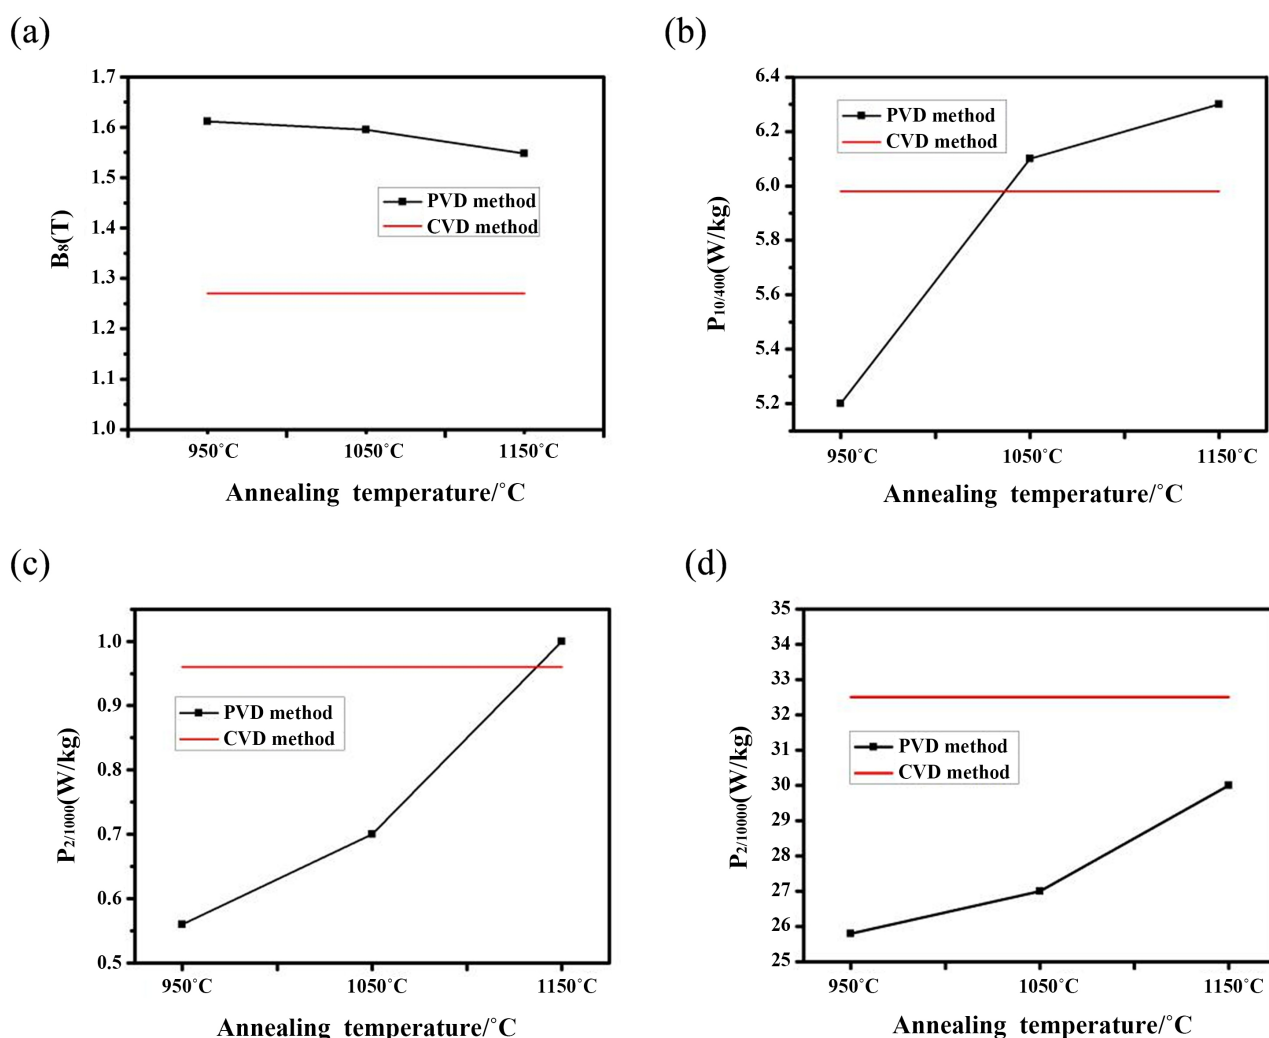 (a)
1.7
1.6
1.5
1.4
1.3
1.2
1.1
1.0
B₈(T)
PVD method
CVD method
950˚C 1050˚C 1150˚C
Annealing temperature/˚C
(b)
6.4
6.2
6.0
5.8
5.6
5.4
5.2
P₁₀/₄₀₀(W/kg)
PVD method
CVD method
950˚C 1050˚C 1150˚C
Annealing temperature/˚C
(c)
1.0
0.9
0.8
0.7
0.6
0.5
P₂/₁₀₀₀(W/kg)
PVD method
CVD method
950˚C 1050˚C 1150˚C
Annealing temperature/˚C
(d)
35
34
33
32
31
30
29
28
27
26
25
P₂/₁₀₀₀₀(W/kg)
PVD method
CVD method
950˚C 1050˚C 1150˚C
Annealing temperature/˚C